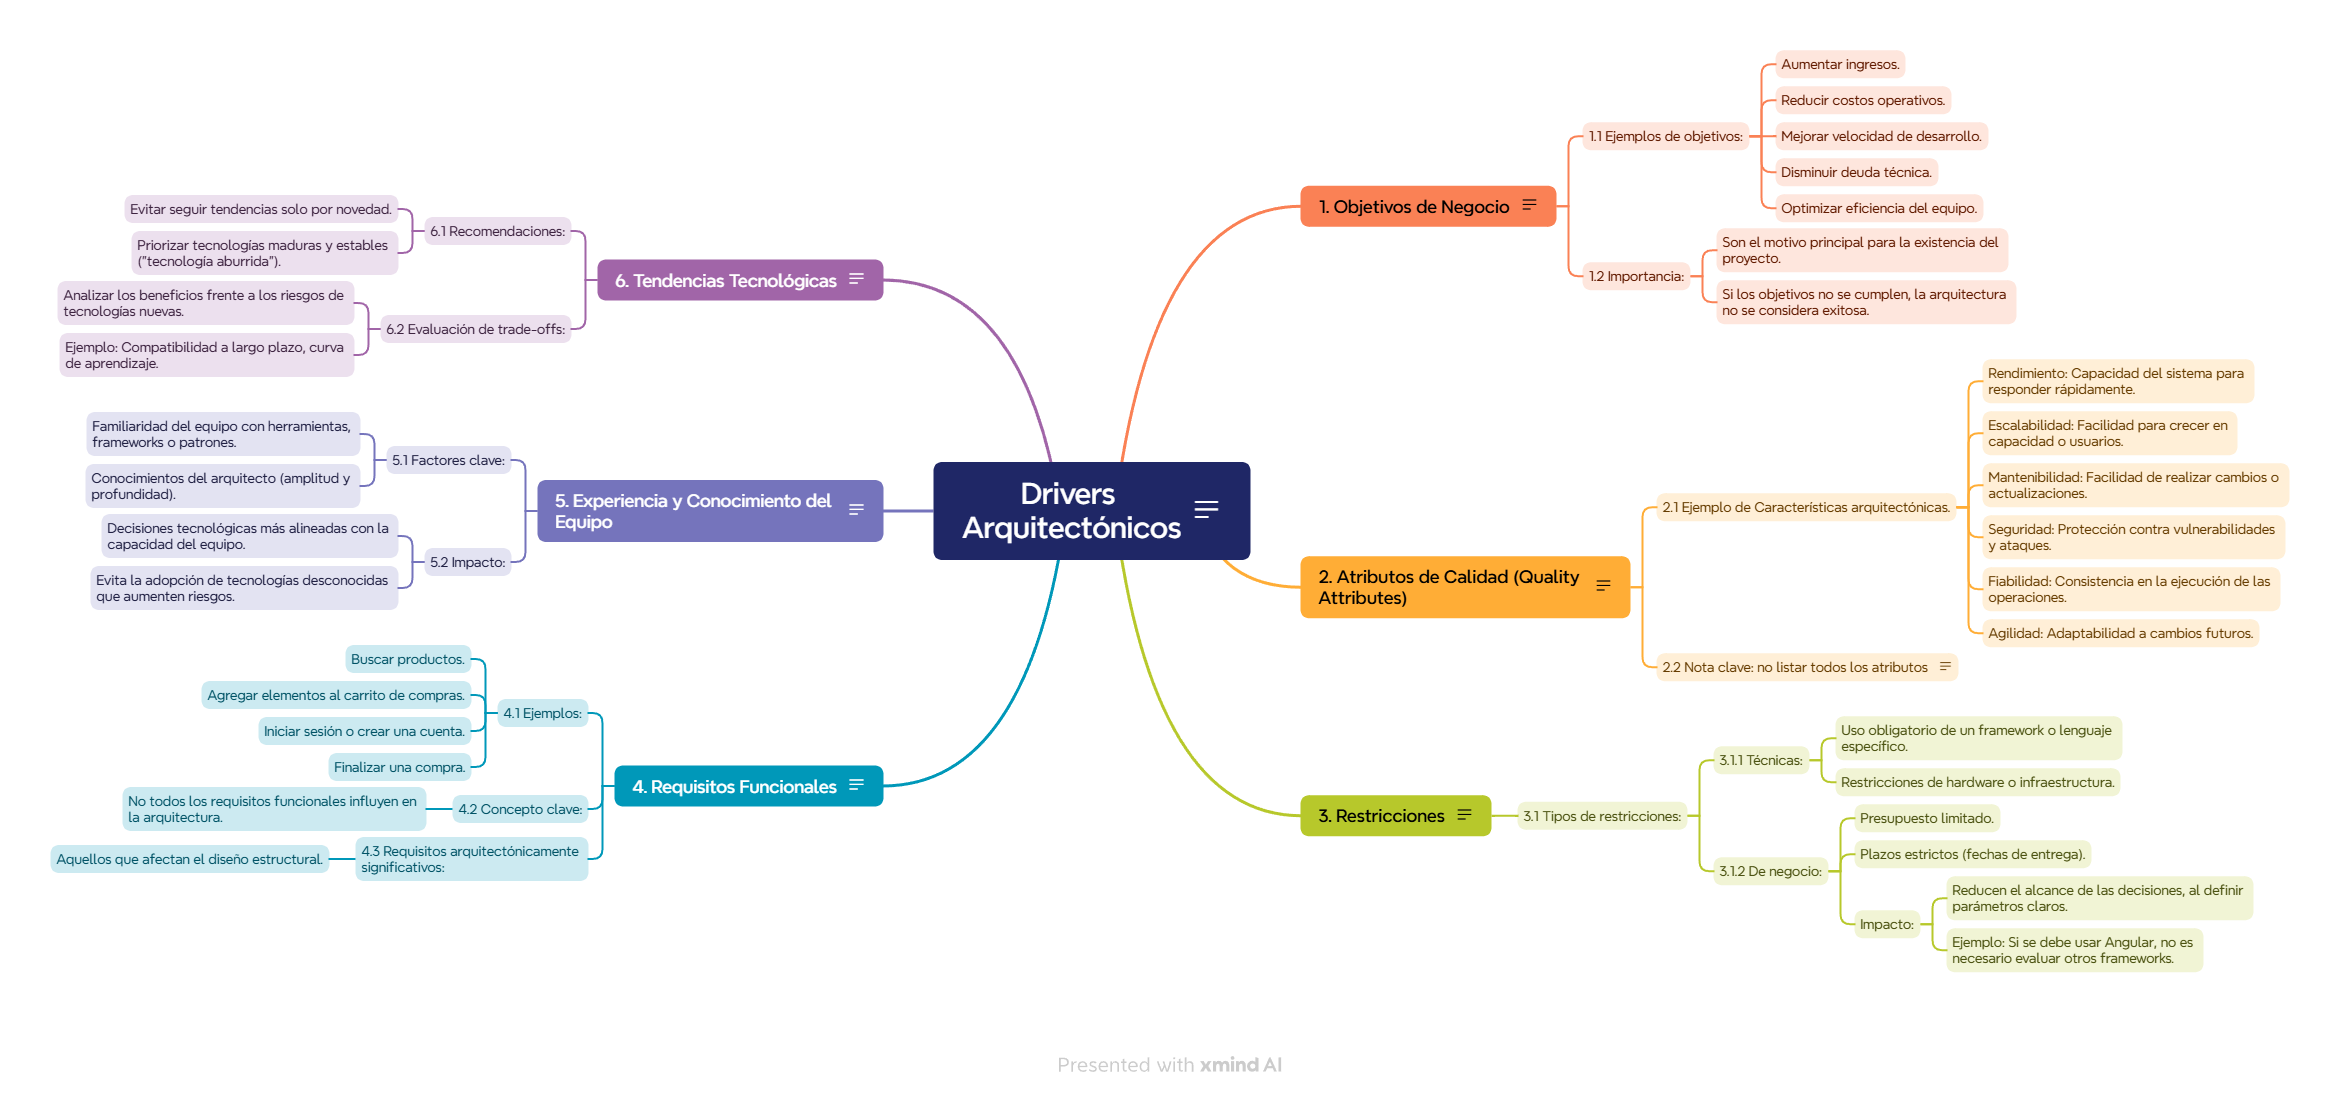 Drivers
Arquitectónicos
1. Objetivos de Negocio
1.1 Ejemplos de objetivos:
Aumentar ingresos.
Reducir costos operativos.
Mejorar velocidad de desarrollo.
Disminuir deuda técnica.
Optimizar eficiencia del equipo.
1.2 Importancia:
Son el motivo principal para la existencia del
proyecto.
Si los objetivos no se cumplen, la arquitectura
no se considera exitosa.
2. Atributos de Calidad (Quality
Attributes)
2.1 Ejemplo de Características arquitectónicas.
Rendimiento: Capacidad del sistema para
responder rápidamente.
Escalabilidad: Facilidad para crecer en
capacidad o usuarios.
Mantenibilidad: Facilidad de realizar cambios o
actualizaciones.
Seguridad: Protección contra vulnerabilidades
y ataques.
Fiabilidad: Consistencia en la ejecución de las
operaciones.
Agilidad: Adaptabilidad a cambios futuros.
2.2 Nota clave: no listar todos los atributos
3. Restricciones
3.1 Tipos de restricciones:
3.1.1 Técnicas:
Uso obligatorio de un framework o lenguaje
específico.
Restricciones de hardware o infraestructura.
3.1.2 De negocio:
Presupuesto limitado.
Plazos estrictos (fechas de entrega).
Impacto:
Reducen el alcance de las decisiones, al definir
parámetros claros.
Ejemplo: Si se debe usar Angular, no es
necesario evaluar otros frameworks.
4. Requisitos Funcionales
4.1 Ejemplos:
Buscar productos.
Agregar elementos al carrito de compras.
Iniciar sesión o crear una cuenta.
Finalizar una compra.
4.2 Concepto clave:
No todos los requisitos funcionales influyen en
la arquitectura.
4.3 Requisitos arquitectónicamente
significativos:
Aquellos que afectan el diseño estructural.
5. Experiencia y Conocimiento del
Equipo
5.1 Factores clave:
Familiaridad del equipo con herramientas,
frameworks o patrones.
Conocimientos del arquitecto (amplitud y
profundidad).
5.2 Impacto:
Decisiones tecnológicas más alineadas con la
capacidad del equipo.
Evita la adopción de tecnologías desconocidas
que aumenten riesgos.
6. Tendencias Tecnológicas
6.1 Recomendaciones:
Evitar seguir tendencias solo por novedad.
Priorizar tecnologías maduras y estables
("tecnología aburrida").
6.2 Evaluación de trade-offs:
Analizar los beneficios frente a los riesgos de
tecnologías nuevas.
Ejemplo: Compatibilidad a largo plazo, curva
de aprendizaje.
Presented with xmind AI